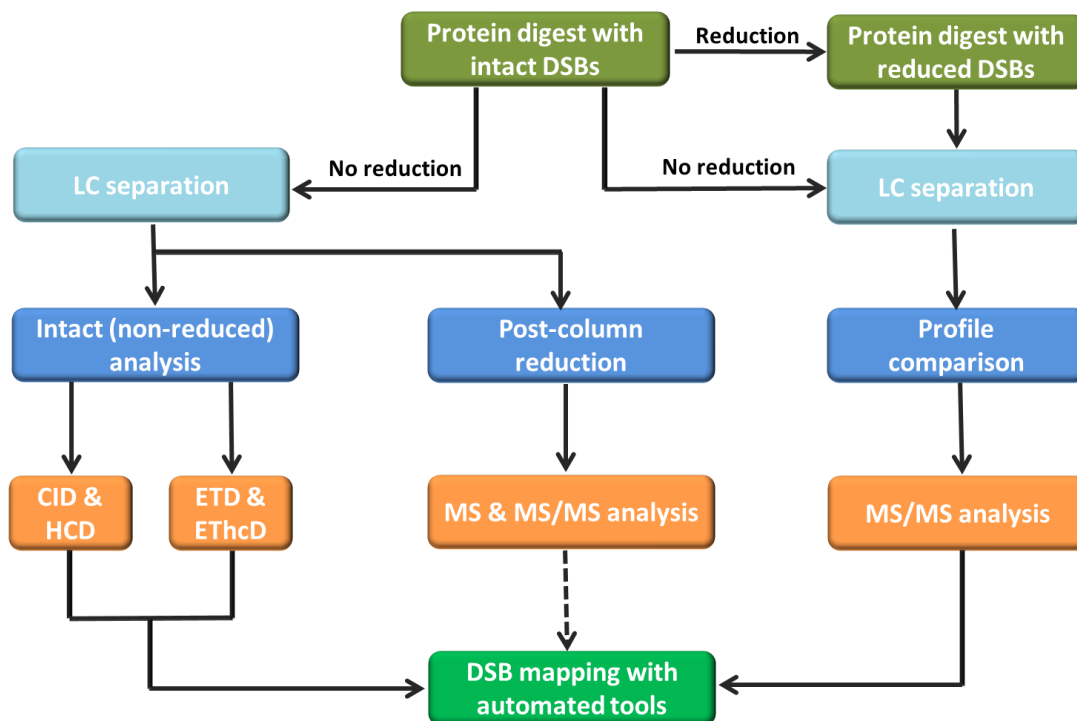 Protein digest with
intact DSBs
Reduction
Protein digest with
reduced DSBs
LC separation
No reduction
No reduction
LC separation
Intact (non-reduced)
analysis
Post-column
reduction
Profile
comparison
CID &
HCD
ETD &
EThcD
MS & MS/MS analysis
MS/MS analysis
DSB mapping with
automated tools